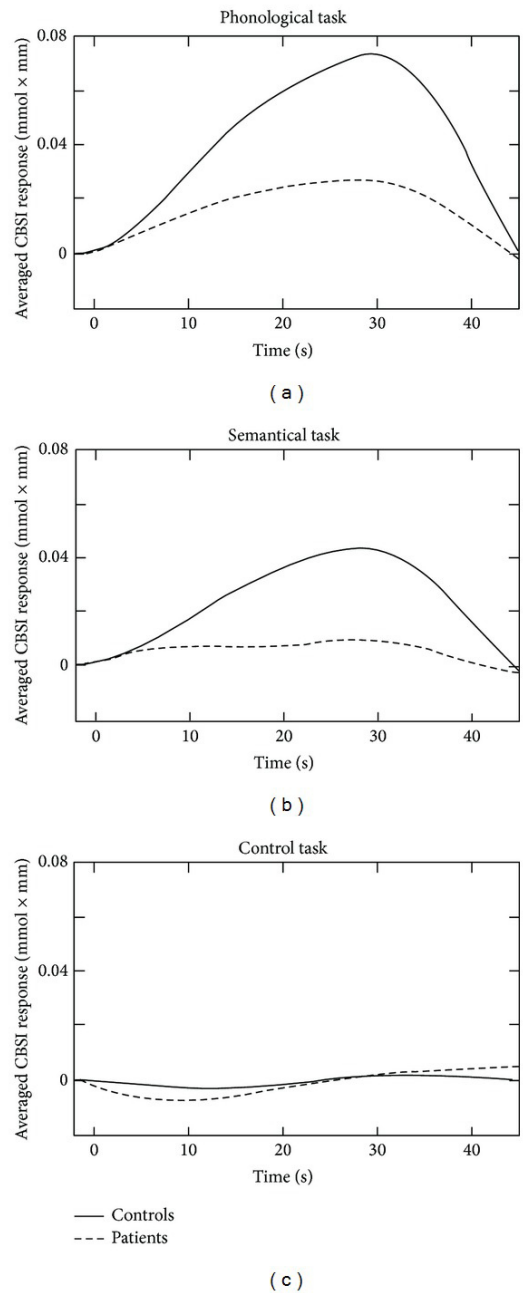 Phonological task
0.08
0.04
0
Averaged CBSI response (mmol × mm)
0 10 20 30 40
Time (s)
( a )
Semantical task
0.08
0.04
0
Averaged CBSI response (mmol × mm)
0 10 20 30 40
Time (s)
( b )
Control task
0.08
0.04
0
Averaged CBSI response (mmol × mm)
0 10 20 30 40
Time (s)
Controls
Patients
( c )